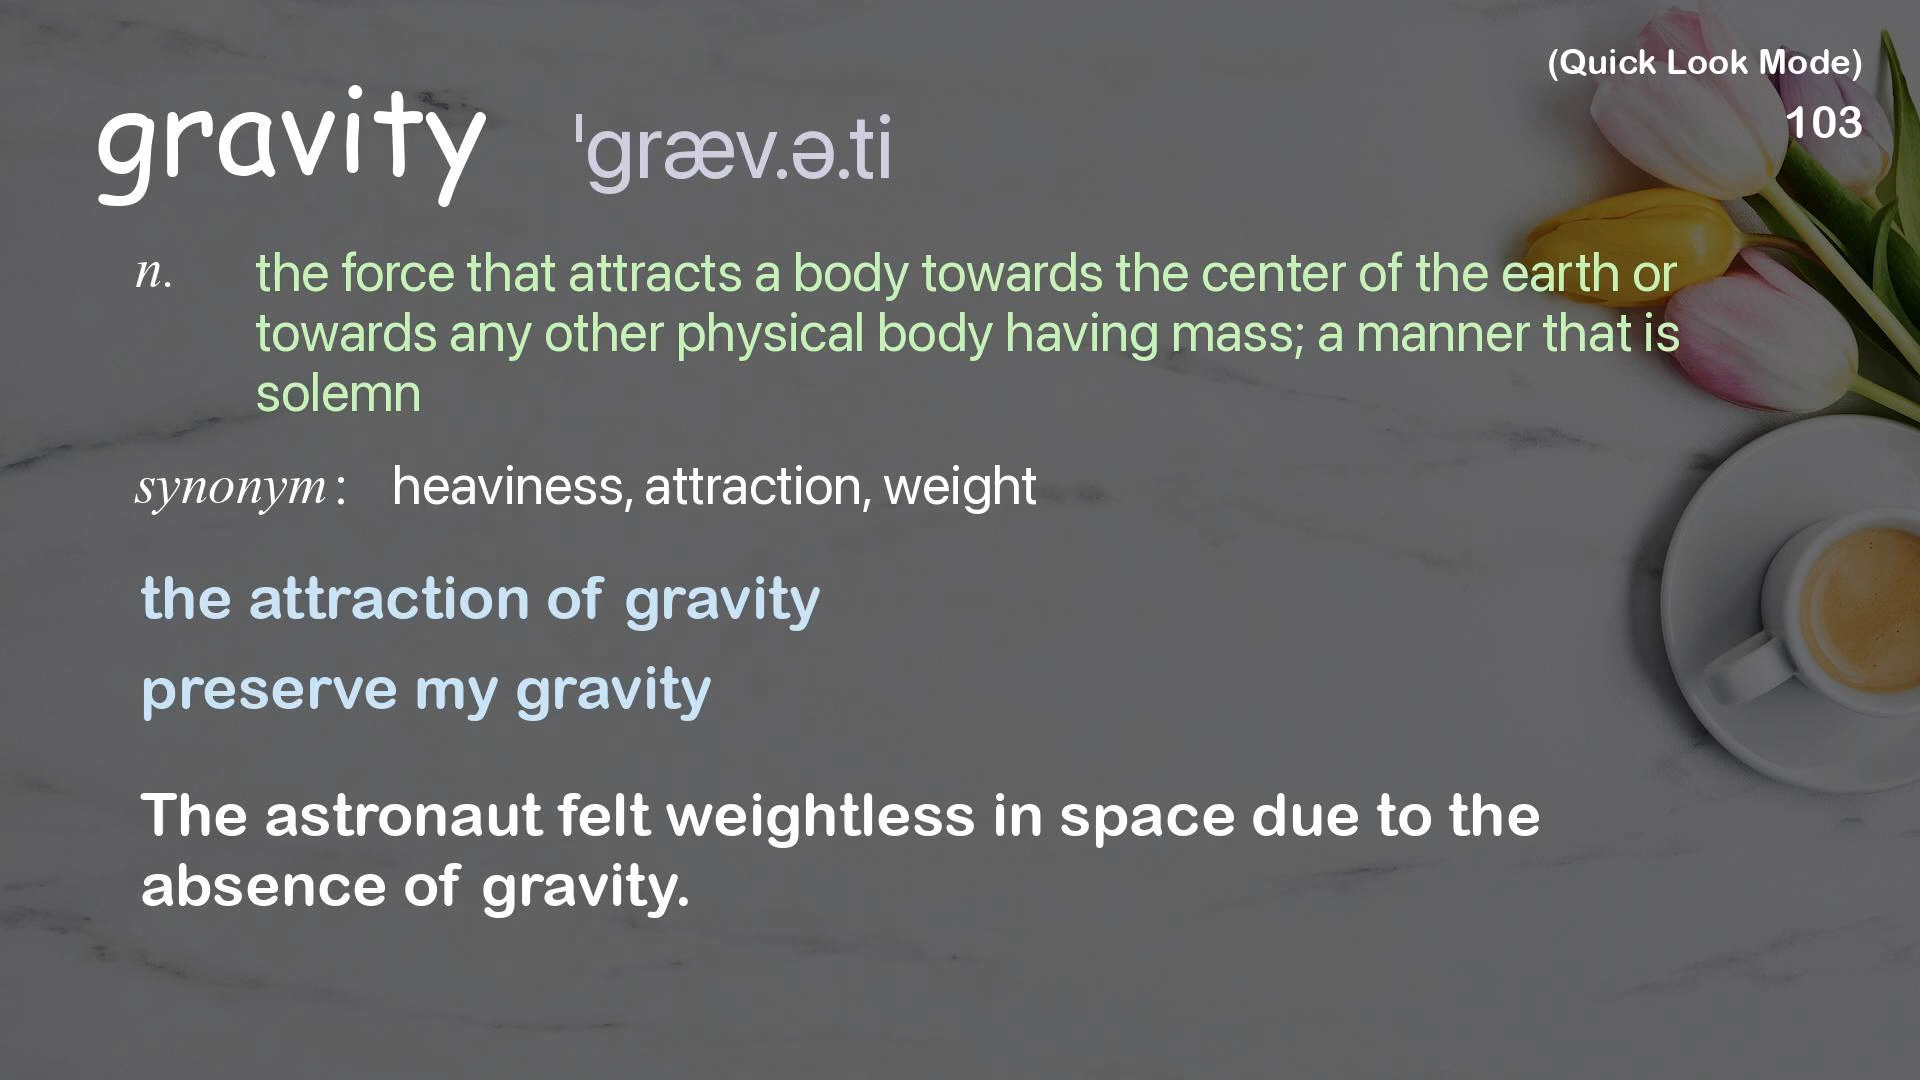 (Quick Look Mode)
103
gravity ˈɡræv.ə.ti
n. the force that attracts a body towards the center of the earth or
towards any other physical body having mass; a manner that is
solemn
synonym: heaviness, attraction, weight
the attraction of gravity
preserve my gravity
The astronaut felt weightless in space due to the
absence of gravity.